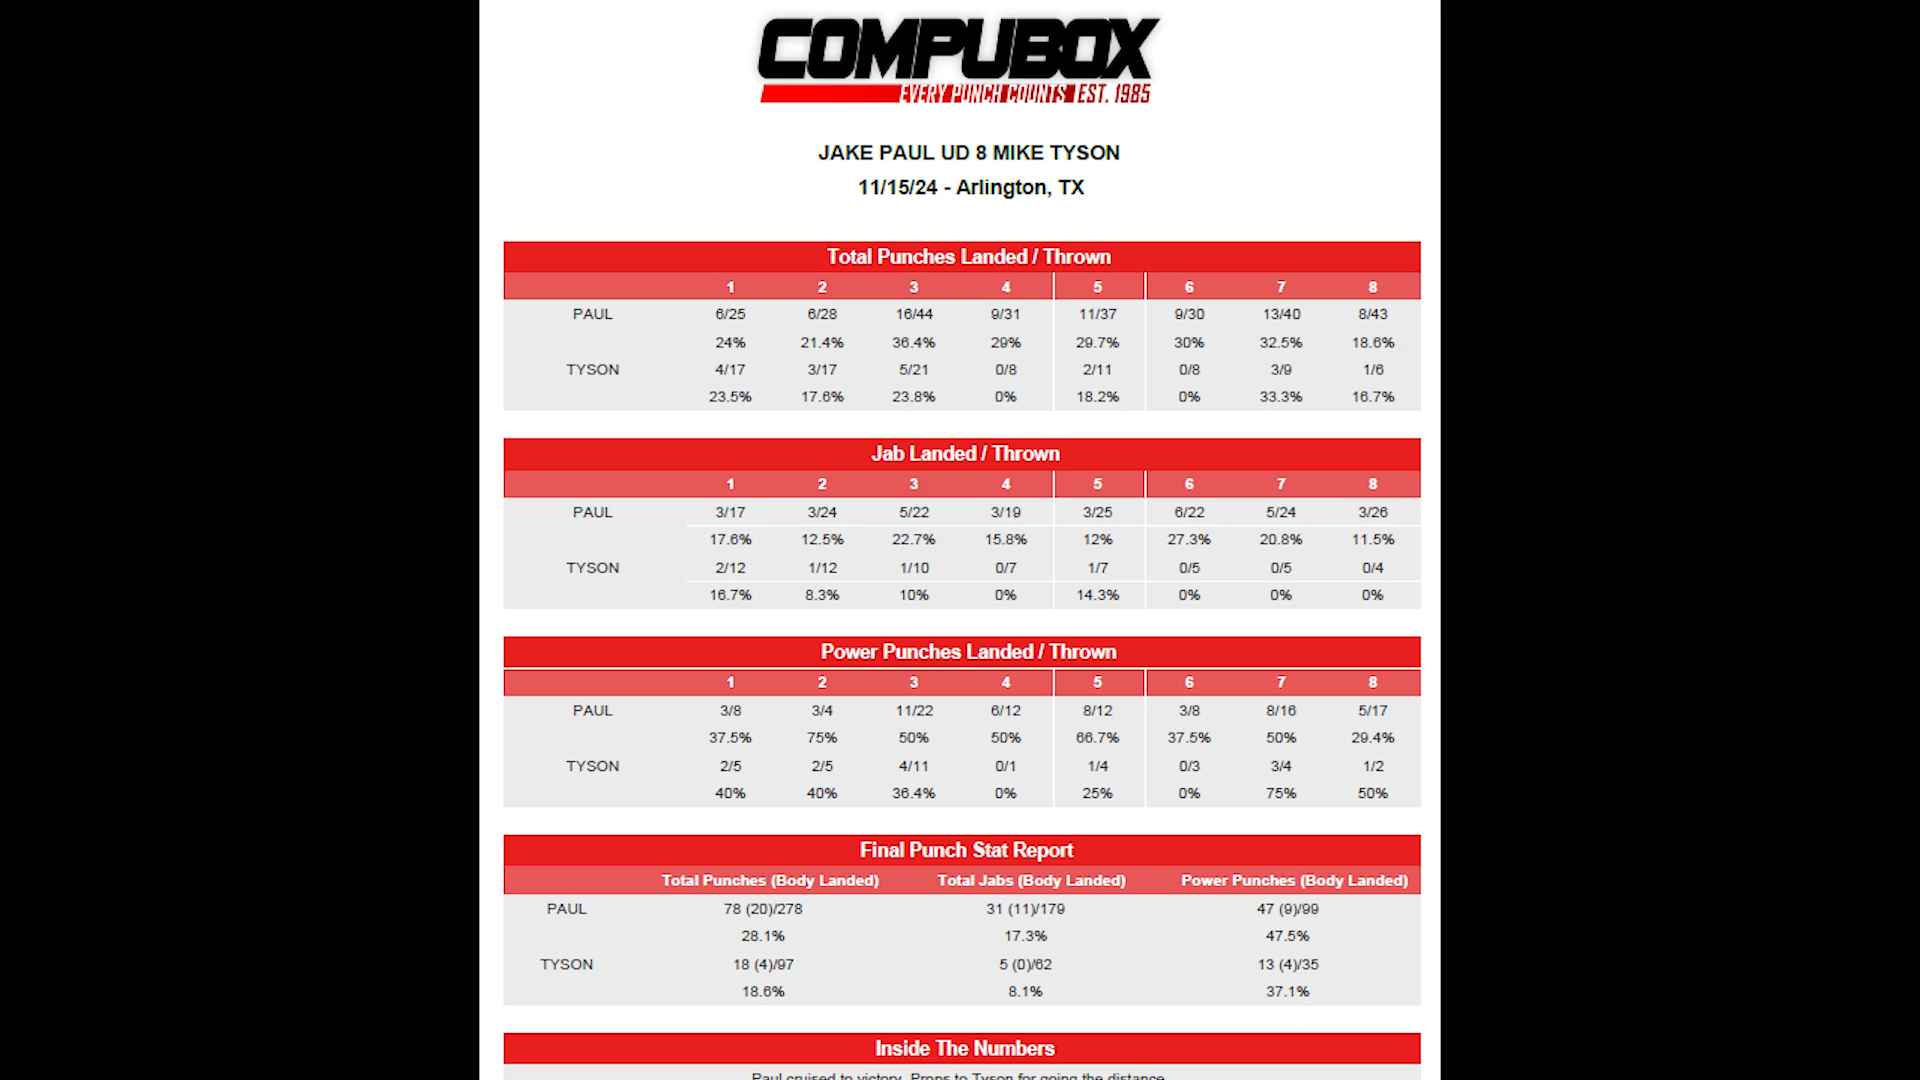 COMPUBOX
EVERY PUNCH COUNTS EST. 1985
JAKE PAUL UD 8 MIKE TYSON
11/15/24 - Arlington, TX
Total Punches Landed / Thrown
1 2 3 4 5 6 7 8
PAUL 6/25 6/28 16/44 9/31 11/37 9/30 13/40 8/43
24% 21.4% 36.4% 29% 29.7% 30% 32.5% 18.6%
TYSON 4/17 3/17 5/21 0/8 2/11 0/8 3/9 1/6
23.5% 17.6% 23.8% 0% 18.2% 0% 33.3% 16.7%
Jab Landed / Thrown
1 2 3 4 5 6 7 8
PAUL 3/17 3/24 5/22 3/19 3/25 6/22 5/24 3/26
17.6% 12.5% 22.7% 15.8% 12% 27.3% 20.8% 11.5%
TYSON 2/12 1/12 1/10 0/7 1/7 0/5 0/5 0/4
16.7% 8.3% 10% 0% 14.3% 0% 0% 0%
Power Punches Landed / Thrown
1 2 3 4 5 6 7 8
PAUL 3/8 3/4 11/22 6/12 8/12 3/8 8/16 5/17
37.5% 75% 50% 50% 66.7% 37.5% 50% 29.4%
TYSON 2/5 2/5 4/11 0/1 1/4 0/3 3/4 1/2
40% 40% 36.4% 0% 25% 0% 75% 50%
Final Punch Stat Report
Total Punches (Body Landed) Total Jabs (Body Landed) Power Punches (Body Landed)
PAUL 78 (20)/278 31 (11)/179 47 (9)/99
28.1% 17.3% 47.5%
TYSON 18 (4)/97 5 (0)/62 13 (4)/35
18.6% 8.1% 37.1%
Inside The Numbers
Paul cruised to victory. Props to Tyson for going the distance